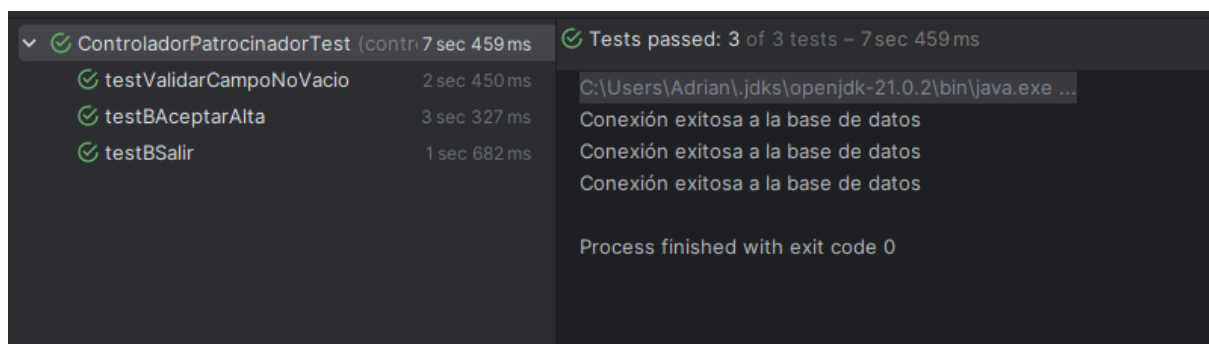 ControladorPatrocinadorTest (contr 7 sec 459 ms
testValidarCampoNoVacio 2 sec 450 ms
testBAceptarAlta 3 sec 327 ms
testBSalir 1 sec 682 ms
Tests passed: 3 of 3 tests – 7 sec 459 ms
C:\Users\Adrian\.jdks\openjdk-21.0.2\bin\java.exe ...
Conexión exitosa a la base de datos
Conexión exitosa a la base de datos
Conexión exitosa a la base de datos
Process finished with exit code 0